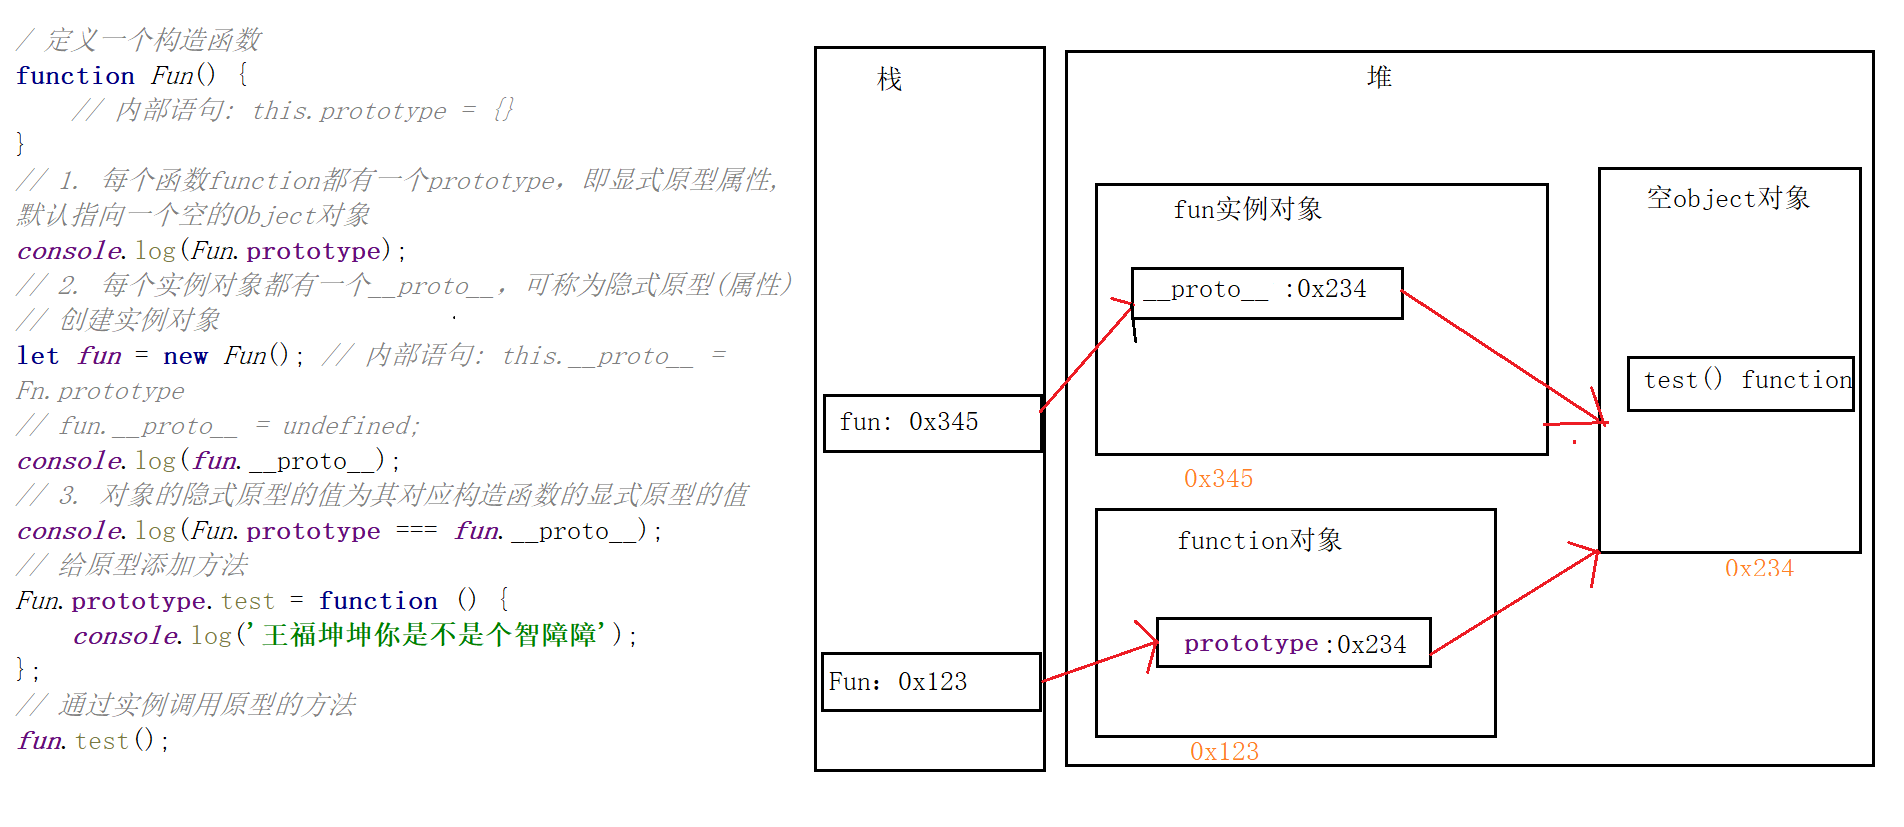 / 定义一个构造函数
function Fun() {
// 内部语句: this.prototype = {}
}
// 1. 每个函数function都有一个prototype，即显式原型属性,
默认指向一个空的Object对象
console.log(Fun.prototype);
// 2. 每个实例对象都有一个__proto__，可称为隐式原型(属性)
// 创建实例对象
let fun = new Fun(); // 内部语句: this.__proto__ =
Fn.prototype
// fun.__proto__ = undefined;
console.log(fun.__proto__);
// 3. 对象的隐式原型的值为其对应构造函数的显式原型的值
console.log(Fun.prototype === fun.__proto__);
// 给原型添加方法
Fun.prototype.test = function () {
console.log('王福坤坤你是不是个智障障');
};
// 通过实例调用原型的方法
fun.test();
栈
fun: 0x345
Fun: 0x123
堆
fun实例对象
__proto__ :0x234
0x345
function对象
prototype:0x234
0x123
空object对象
test() function
0x234